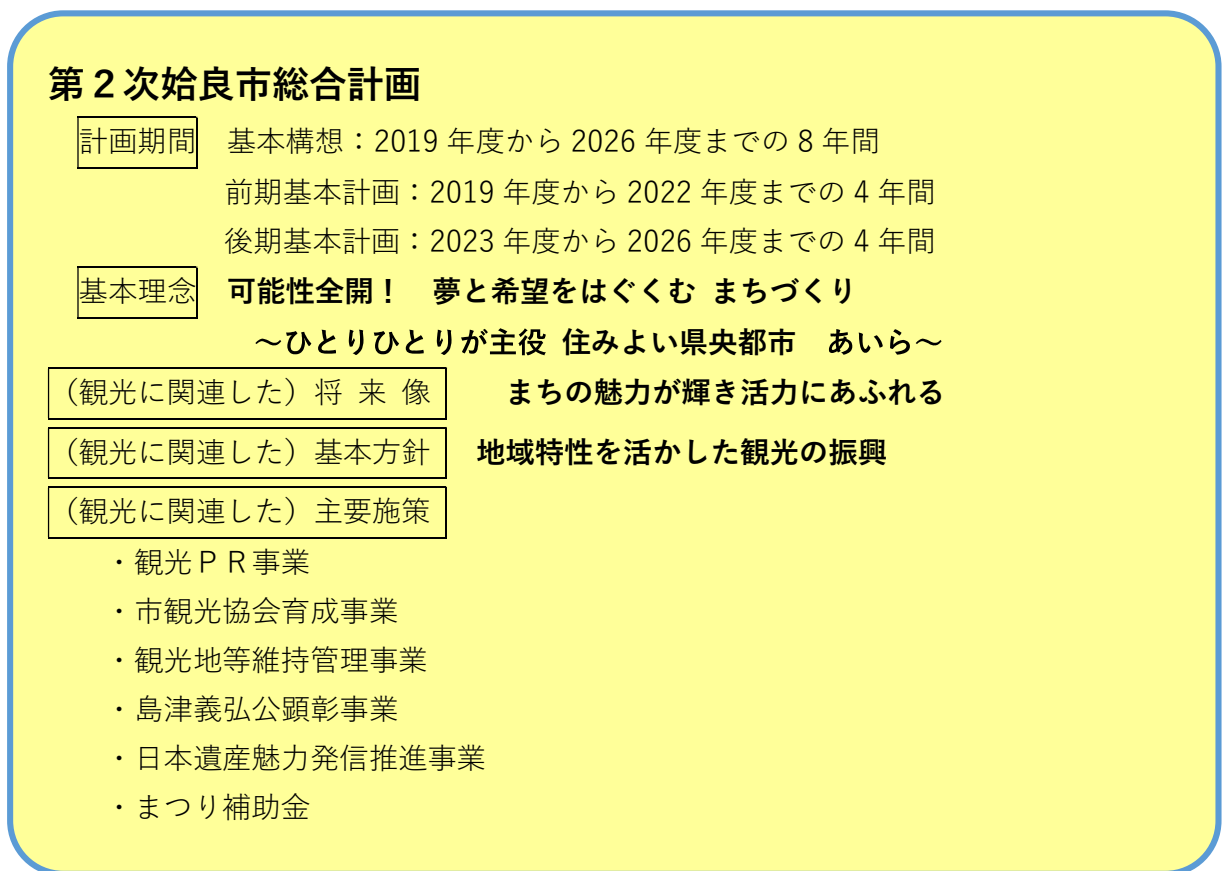 第２次姶良市総合計画
計画期間　基本構想：2019 年度から 2026 年度までの 8 年間
前期基本計画：2019 年度から 2022 年度までの 4 年間
後期基本計画：2023 年度から 2026 年度までの 4 年間
基本理念　可能性全開！　夢と希望をはぐくむ まちづくり
～ひとりひとりが主役 住みよい県央都市　あいら～
（観光に関連した）将 来 像　まちの魅力が輝き活力にあふれる
（観光に関連した）基本方針　地域特性を活かした観光の振興
（観光に関連した）主要施策
・観光ＰＲ事業
・市観光協会育成事業
・観光地等維持管理事業
・島津義弘公顕彰事業
・日本遺産魅力発信推進事業
・まつり補助金